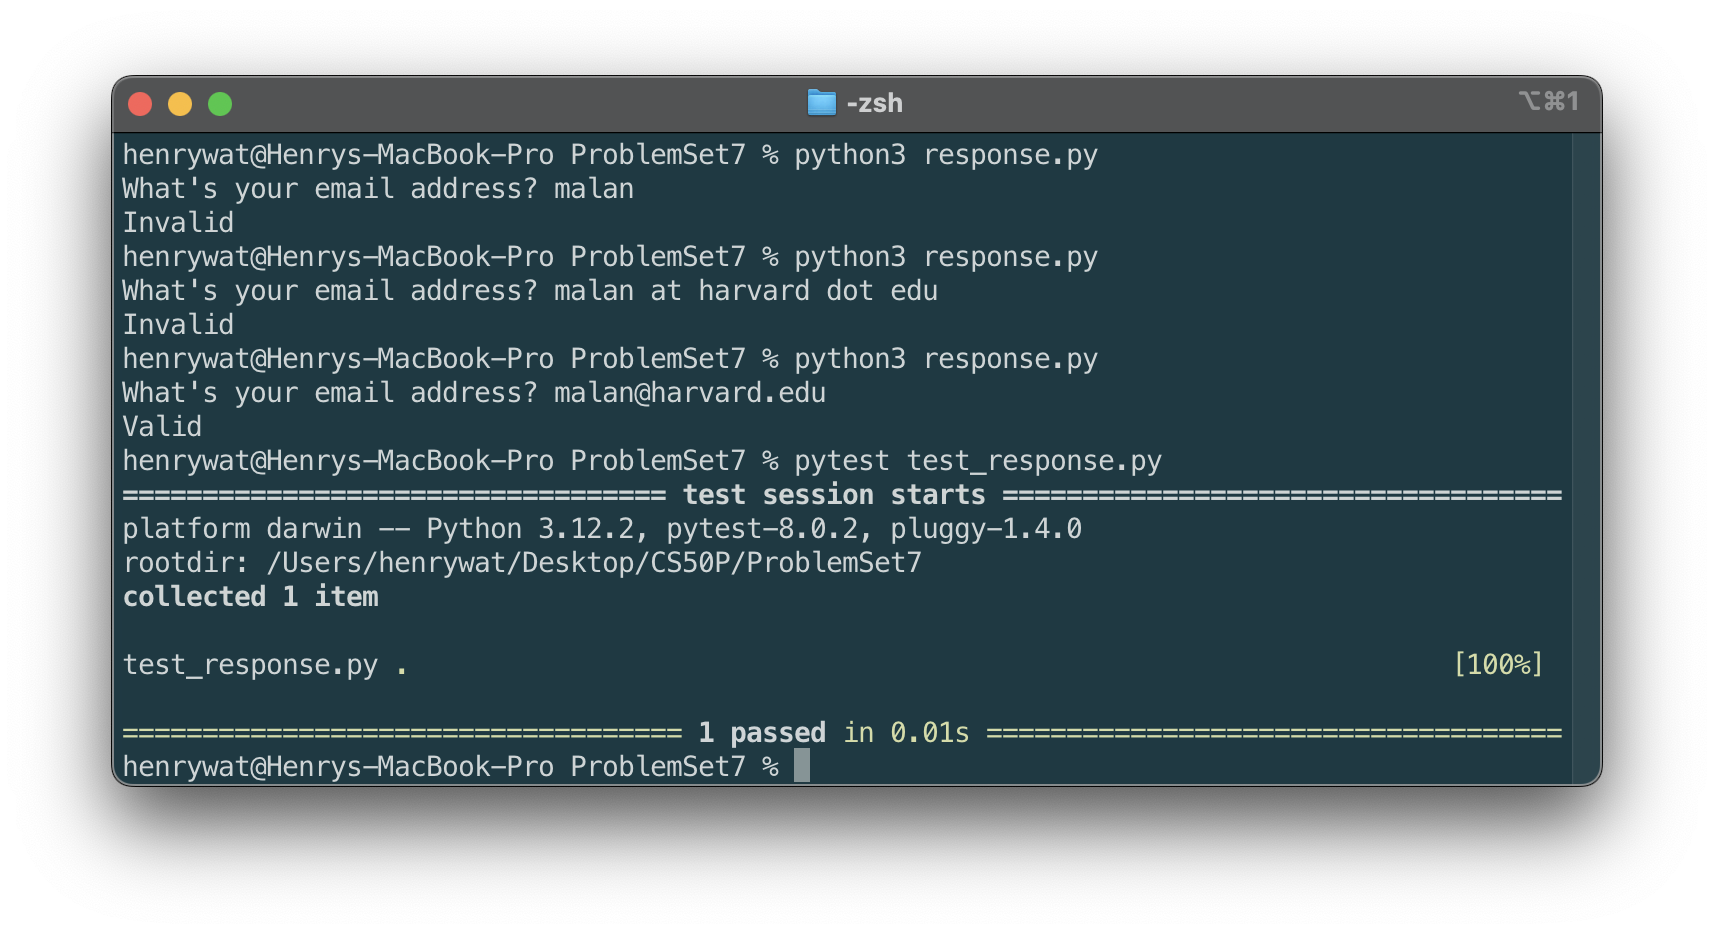 -zsh
⌥⌘1
henrywat@Henrys-MacBook-Pro ProblemSet7 % python3 response.py
What's your email address? malan
Invalid
henrywat@Henrys-MacBook-Pro ProblemSet7 % python3 response.py
What's your email address? malan at harvard dot edu
Invalid
henrywat@Henrys-MacBook-Pro ProblemSet7 % python3 response.py
What's your email address? malan@harvard.edu
Valid
henrywat@Henrys-MacBook-Pro ProblemSet7 % pytest test_response.py
================================== test session starts ===================================
platform darwin -- Python 3.12.2, pytest-8.0.2, pluggy-1.4.0
rootdir: /Users/henrywat/Desktop/CS50P/ProblemSet7
collected 1 item
test_response.py . [100%]
=================================== 1 passed in 0.01s ====================================
henrywat@Henrys-MacBook-Pro ProblemSet7 %